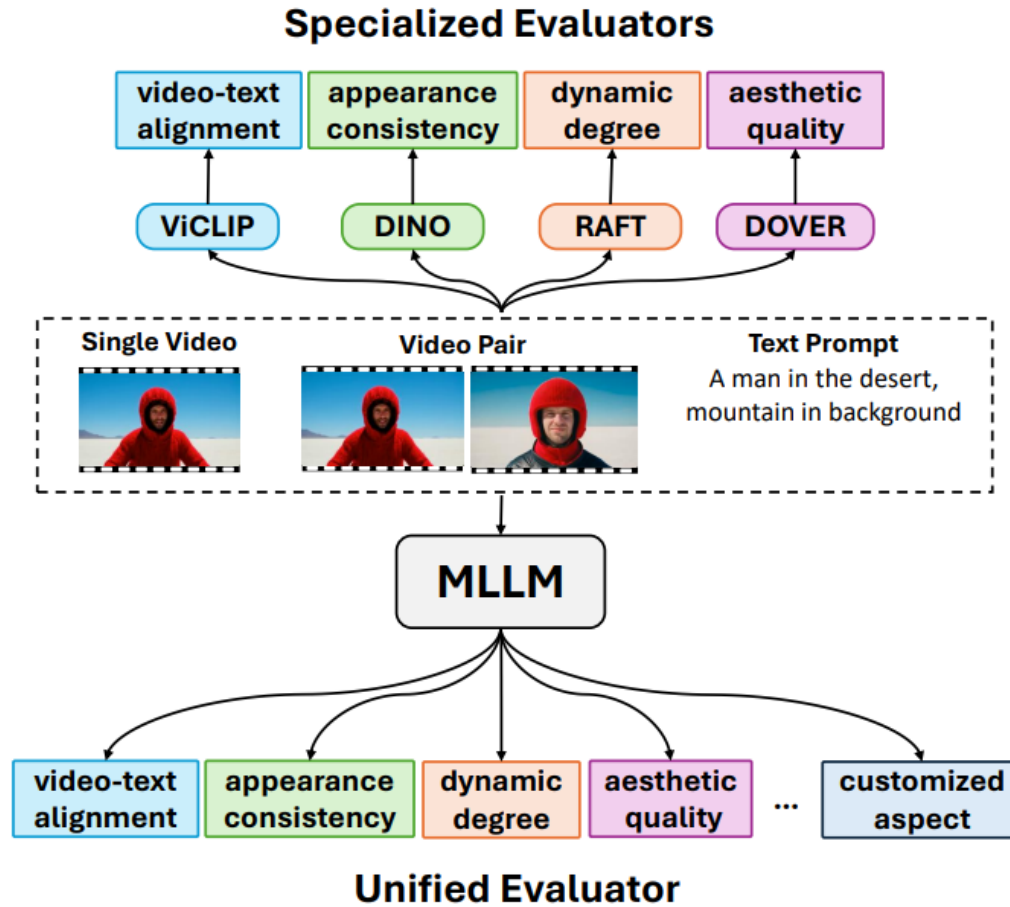 Specialized Evaluators
video-text alignment
appearance consistency
dynamic degree
aesthetic quality
ViCLIP
DINO
RAFT
DOVER
Single Video
Video Pair
Text Prompt
A man in the desert,
mountain in background
MLLM
video-text alignment
appearance consistency
dynamic degree
aesthetic quality
...
customized aspect
Unified Evaluator